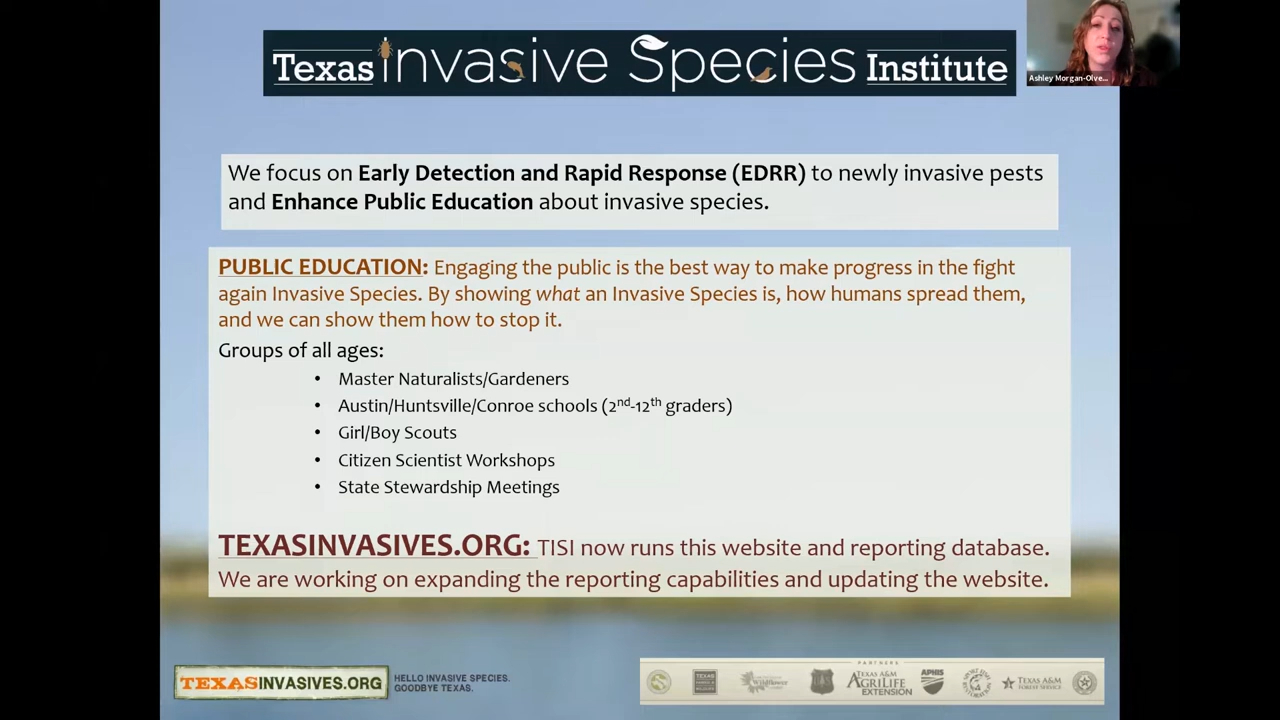 Texas Invasive Species Institute
Ashley Morgan-Olve...
We focus on Early Detection and Rapid Response (EDRR) to newly invasive pests
and Enhance Public Education about invasive species.
PUBLIC EDUCATION: Engaging the public is the best way to make progress in the fight
again Invasive Species. By showing what an Invasive Species is, how humans spread them,
and we can show them how to stop it.
Groups of all ages:
• Master Naturalists/Gardeners
• Austin/Huntsville/Conroe schools (2nd-12th graders)
• Girl/Boy Scouts
• Citizen Scientist Workshops
• State Stewardship Meetings
TEXASINVASIVES.ORG: TISI now runs this website and reporting database.
We are working on expanding the reporting capabilities and updating the website.
TEXASINVASIVES.ORG
HELLO INVASIVE SPECIES.
GOODBYE TEXAS.
PARTNERS
TEXAS
Wildflower
TEXAS A&M
AGRILIFE
EXTENSION
APHIS
TEXAS A&M
FOREST SERVICE